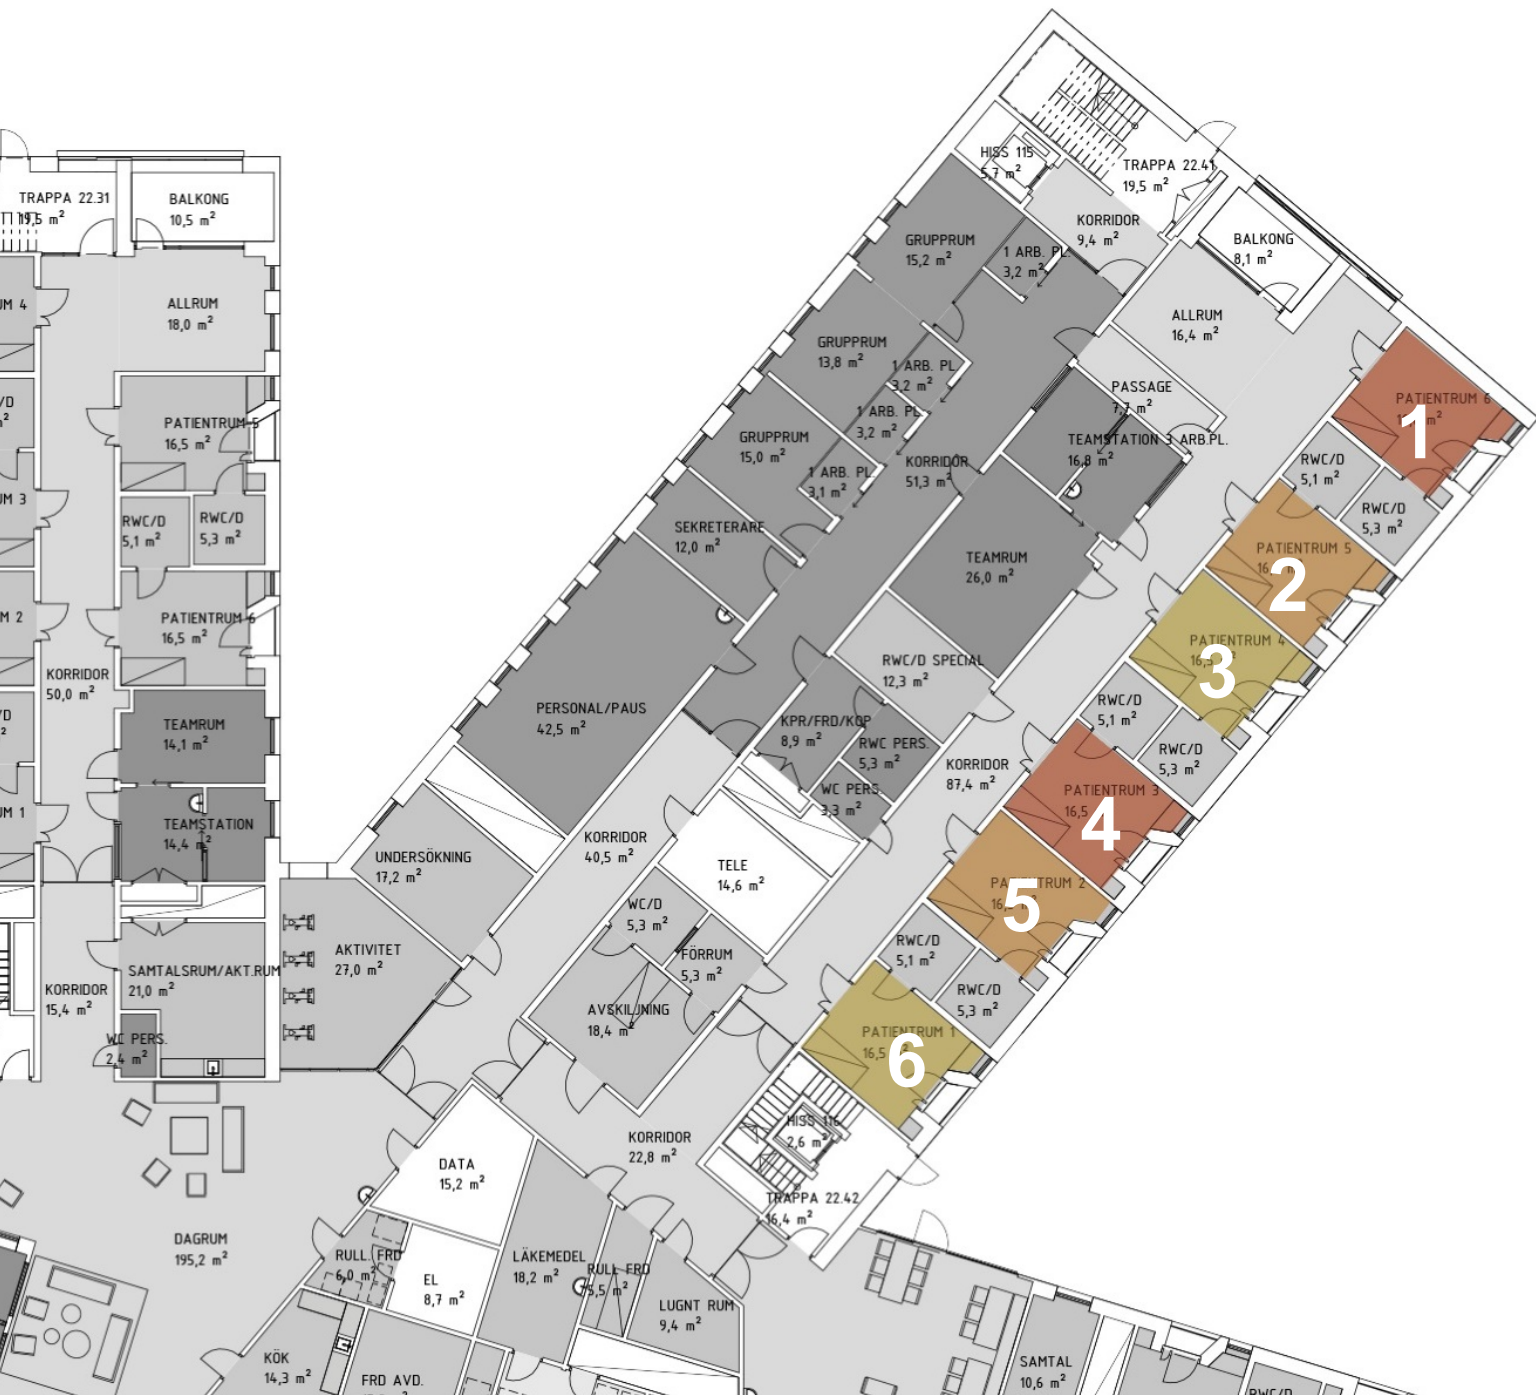 HISS 115
5,7 m²
TRAPPA 22.41
19,5 m²
TRAPPA 22.31
19,5 m²
BALKONG
10,5 m²
KORRIDOR
9,4 m²
GRUPPRUM
15,2 m²
1 ARB. PL.
3,2 m²
BALKONG
8,1 m²
UM 4
ALLRUM
18,0 m²
ALLRUM
16,4 m²
GRUPPRUM
13,8 m²
1 ARB. PL.
3,2 m²
PASSAGE
7,7 m²
PATIENTRUM 6
1
/D
PATIENTRUM 5
16,5 m²
1 ARB. PL.
3,2 m²
GRUPPRUM
15,0 m²
TEAMSTATION 3 ARB.PL.
16,8 m²
KORRIDOR
51,3 m²
1 ARB. PL.
3,1 m²
RWC/D
5,1 m²
RWC/D
5,3 m²
UM 3
RWC/D
5,1 m²
RWC/D
5,3 m²
SEKRETERARE
12,0 m²
TEAMRUM
26,0 m²
PATIENTRUM 5
2
M 2
PATIENTRUM 6
16,5 m²
PATIENTRUM 4
3
KORRIDOR
50,0 m²
RWC/D SPECIAL
12,3 m²
RWC/D
5,1 m²
RWC/D
5,3 m²
/D
TEAMRUM
14,1 m²
PERSONAL/PAUS
42,5 m²
KPR/FRD/KOP
8,9 m²
RWC PERS.
5,3 m²
KORRIDOR
87,4 m²
WC PERS.
3,3 m²
PATIENTRUM 3
16,5
4
UM 1
TEAMSTATION
14,4 m²
KORRIDOR
40,5 m²
UNDERSÖKNING
17,2 m²
TELE
14,6 m²
PATIENTRUM 2
5
WC/D
5,3 m²
RWC/D
5,1 m²
RWC/D
5,3 m²
AKTIVITET
27,0 m²
FÖRRUM
5,3 m²
SAMTALSRUM/AKT.RUM
21,0 m²
KORRIDOR
15,4 m²
AVSKILJNING
18,4 m²
PATIENTRUM 1
16,5
6
WC PERS.
2,4 m²
HISS 116
2,6 m²
KORRIDOR
22,8 m²
DATA
15,2 m²
TRAPPA 22.42
16,4 m²
DAGRUM
195,2 m²
RULL. FRD
6,0 m²
EL
8,7 m²
LÄKEMEDEL
18,2 m²
RULL FRD
5,5 m²
LUGNT RUM
9,4 m²
KÖK
14,3 m²
FRD AVD.
SAMTAL
10,6 m²
RWC/D